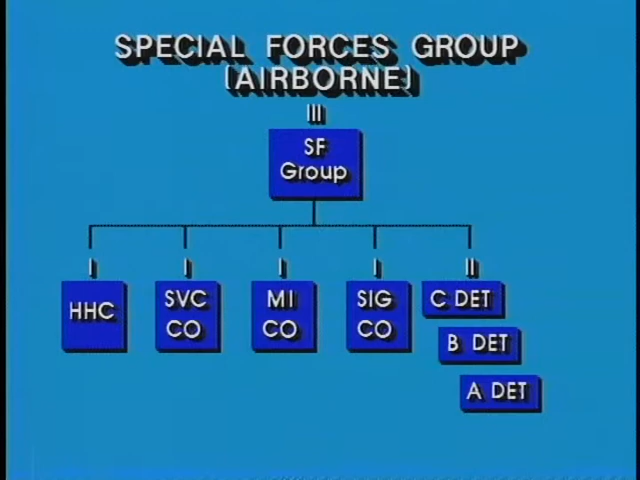 SPECIAL FORCES GROUP
(AIRBORNE)
III
SF
Group
I I I I II
HHC
SVC
CO
MI
CO
SIG
CO
C DET
B DET
A DET